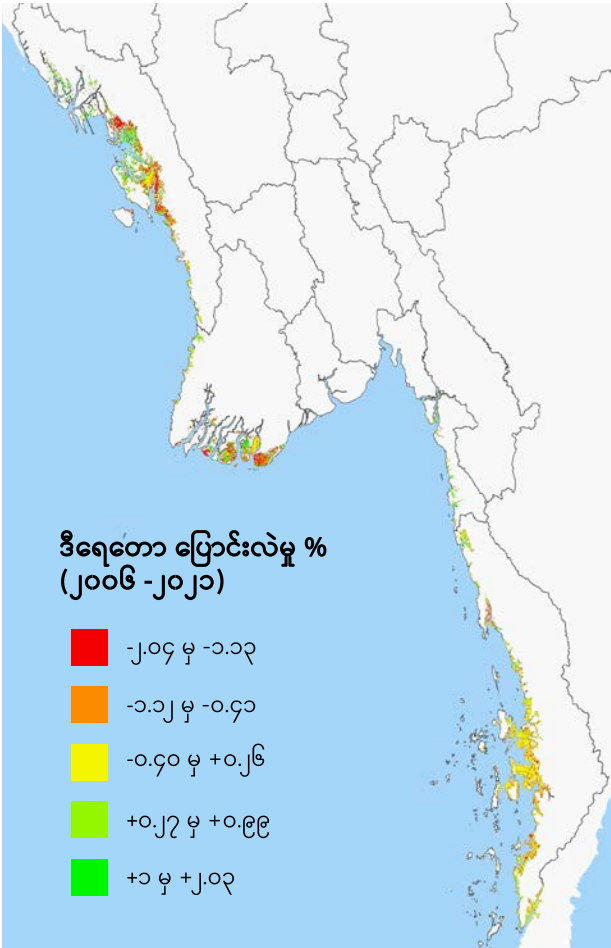 ဒီရေတော ပြောင်းလဲမှု %
(၂၀၀၆ -၂၀၂၁)
-၂.၀၄ မှ -၁.၁၃
-၁.၁၂ မှ -၀.၄၁
-၀.၄၀ မှ +၀.၂၆
+၀.၂၇ မှ +၀.၉၉
+၁ မှ +၂.၀၃